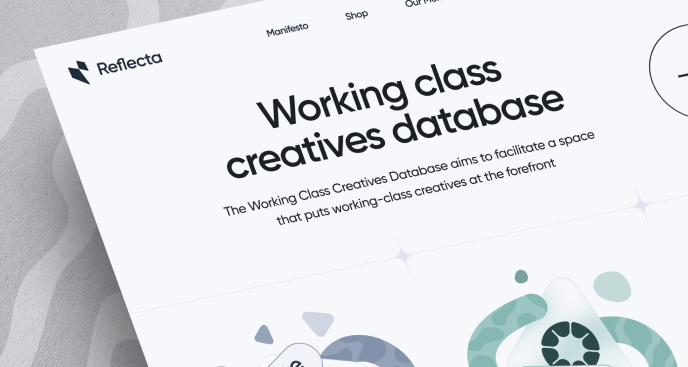 Manifesto
Shop
Reflecta
Working class
creatives database
The Working Class Creatives Database aims to facilitate a space
that puts working-class creatives at the forefront